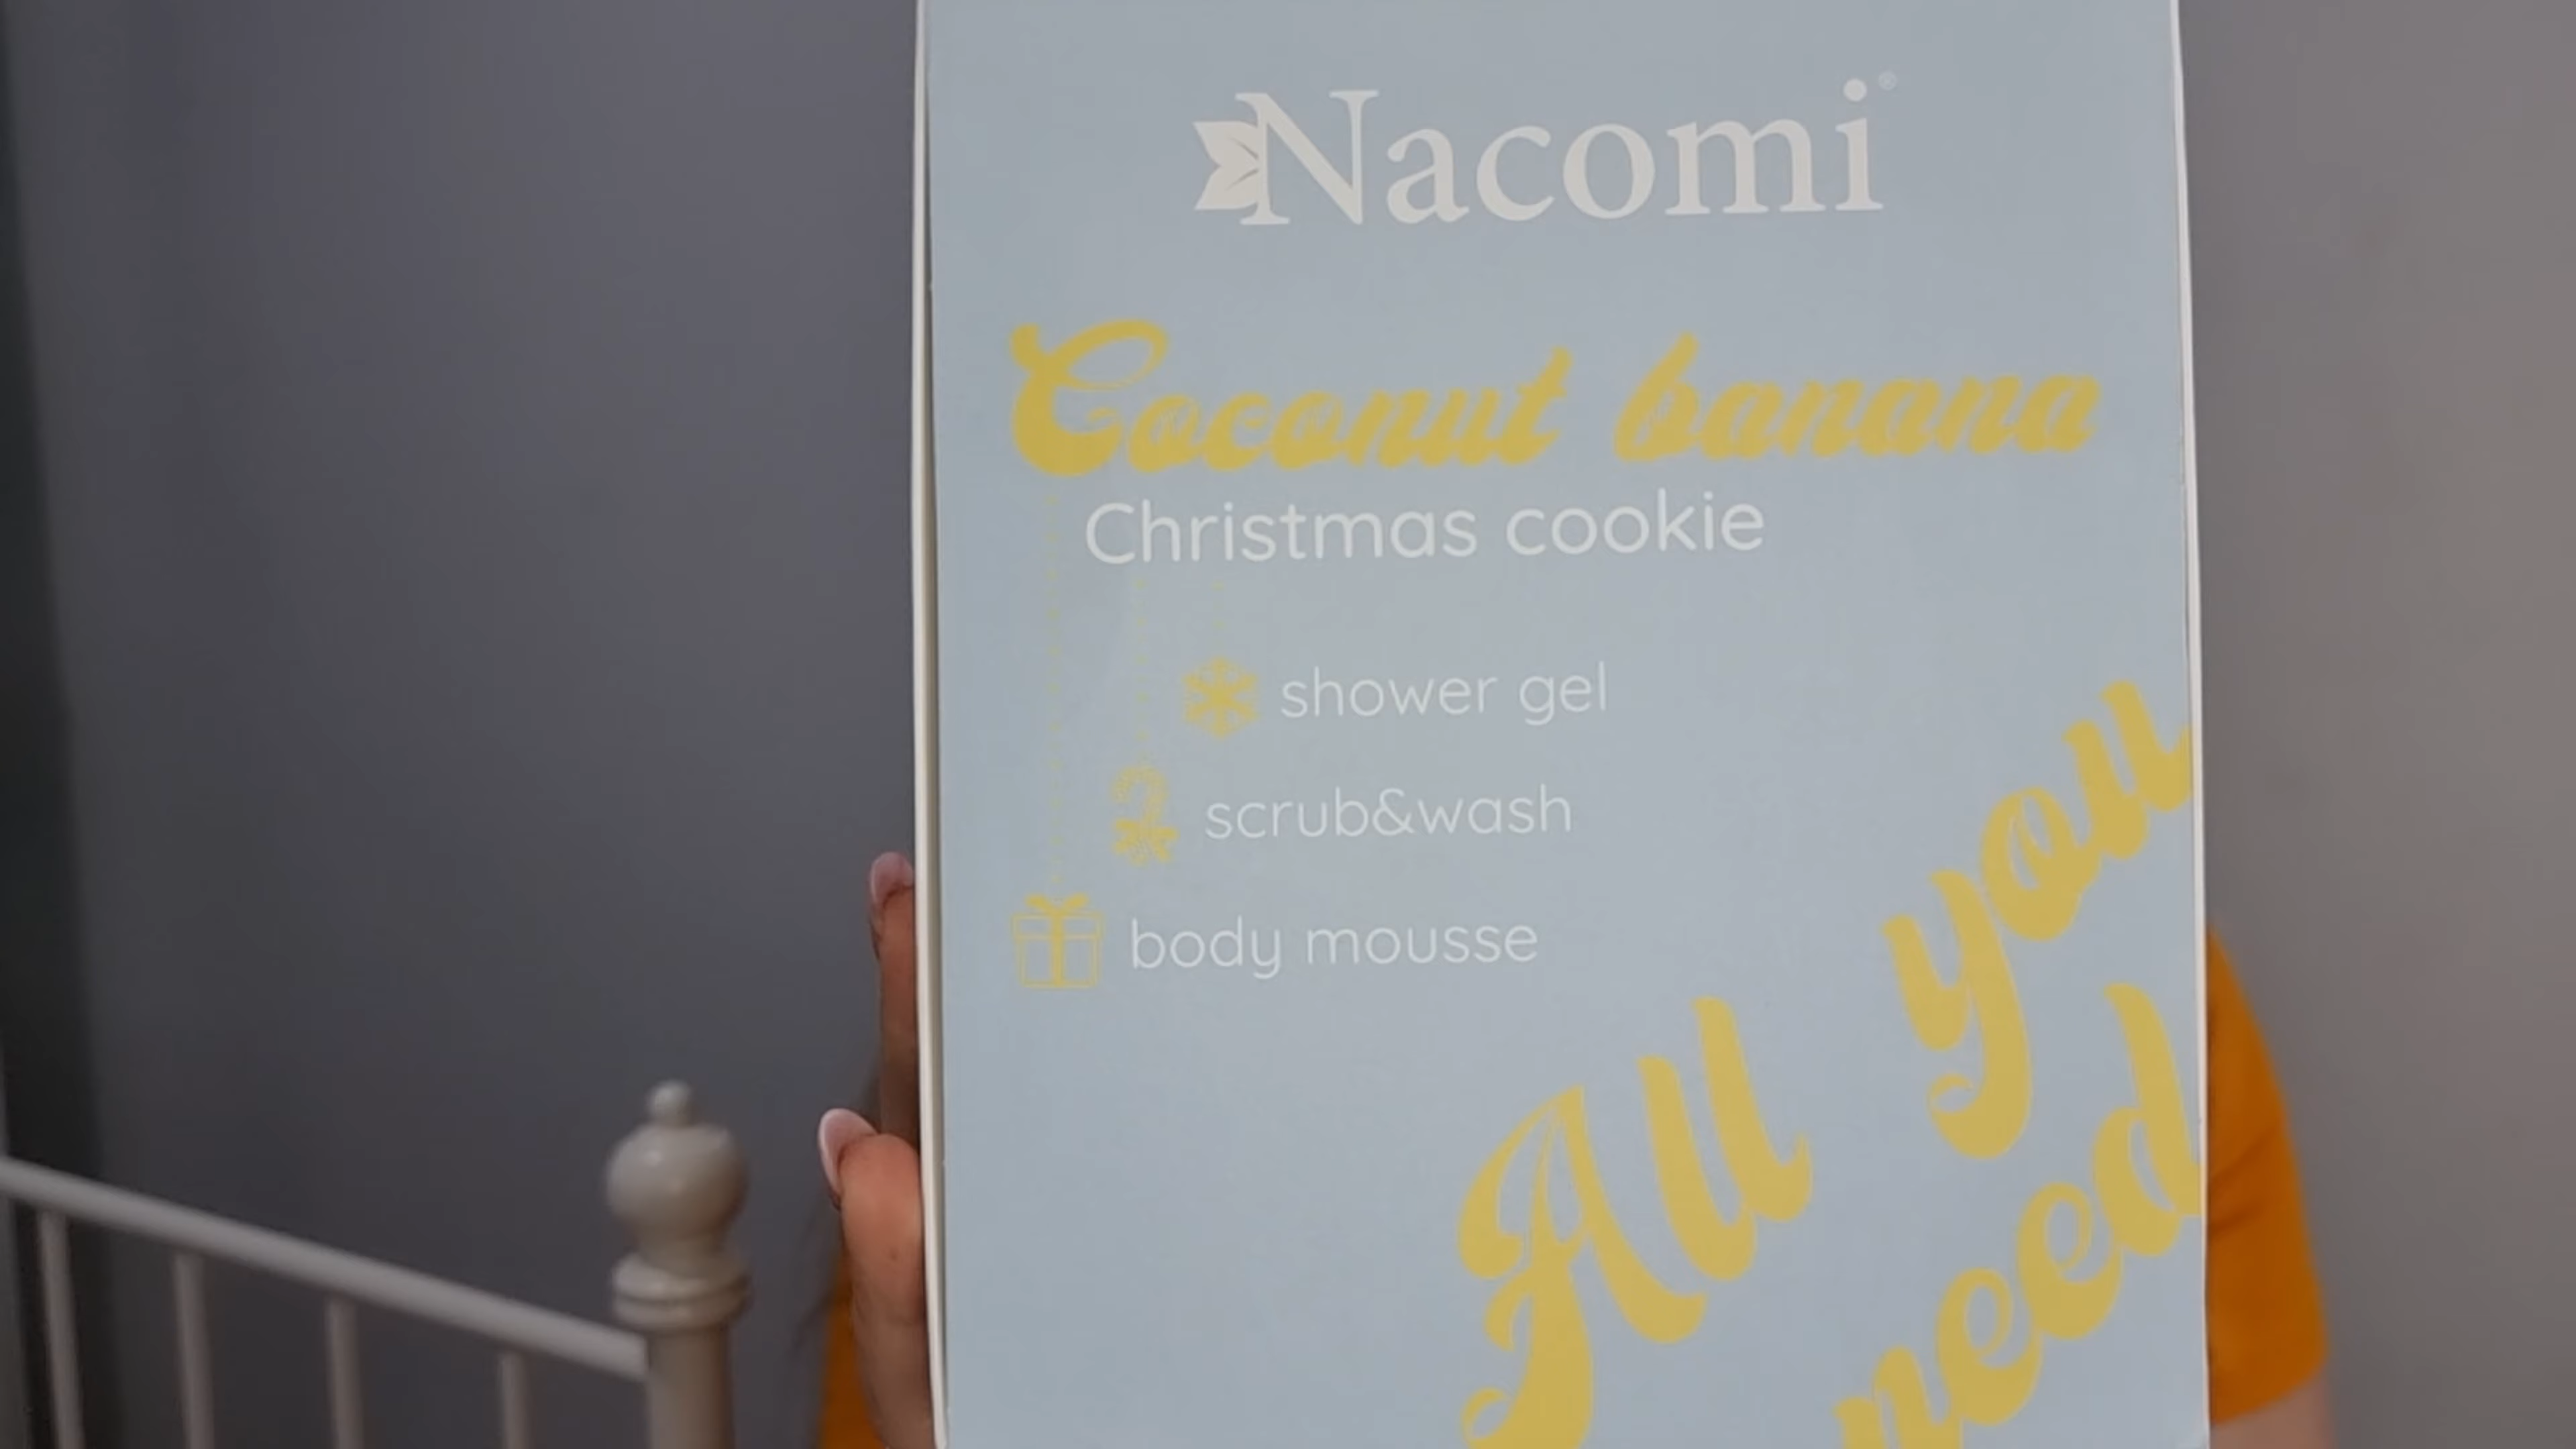 Nacomi®
Coconut banana
Christmas cookie
shower gel
scrub&wash
body mousse
All you
need